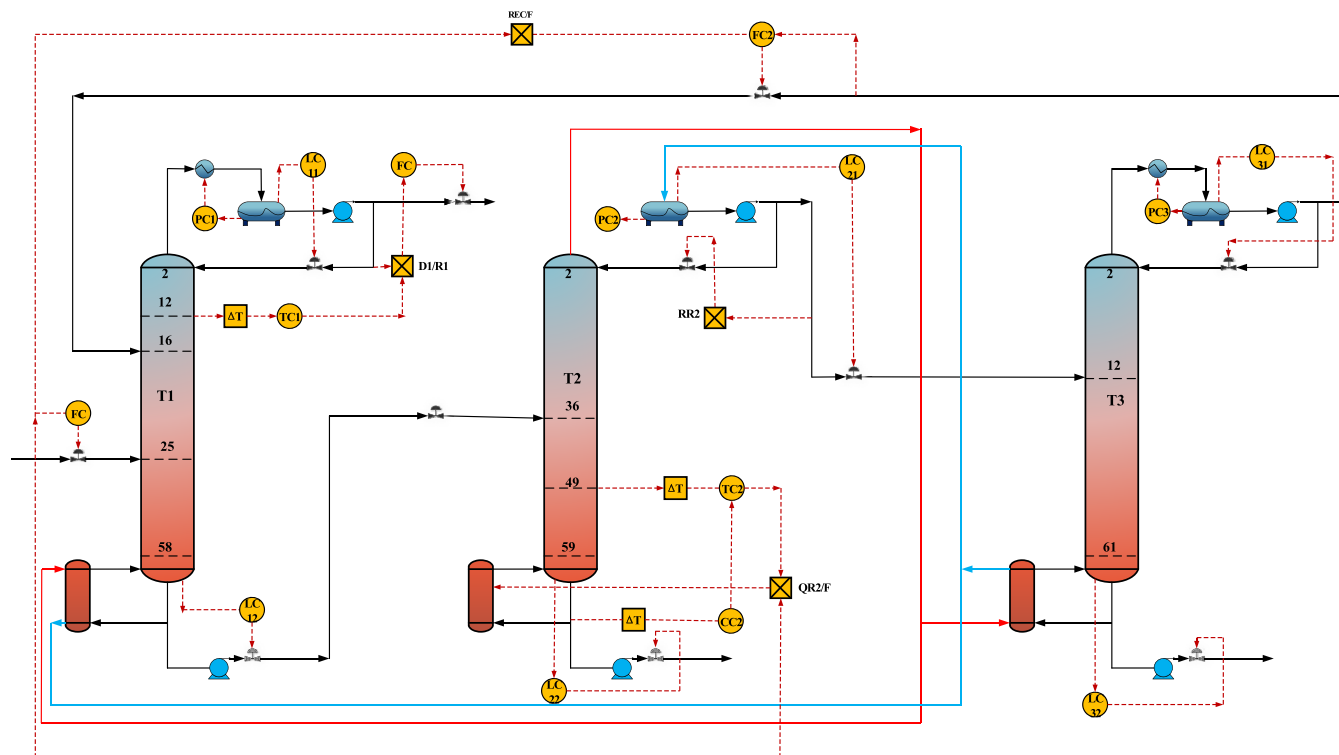 REC/F
FC2
LC
11
FC
LC
21
LC
31
PC1
PC2
PC3
2
D1/R1
2
2
12
ΔT
TC1
RR2
16
12
T1
T2
T3
36
FC
25
49
ΔT
TC2
58
59
61
QR2/F
LC
12
ΔT
CC2
LC
22
LC
32